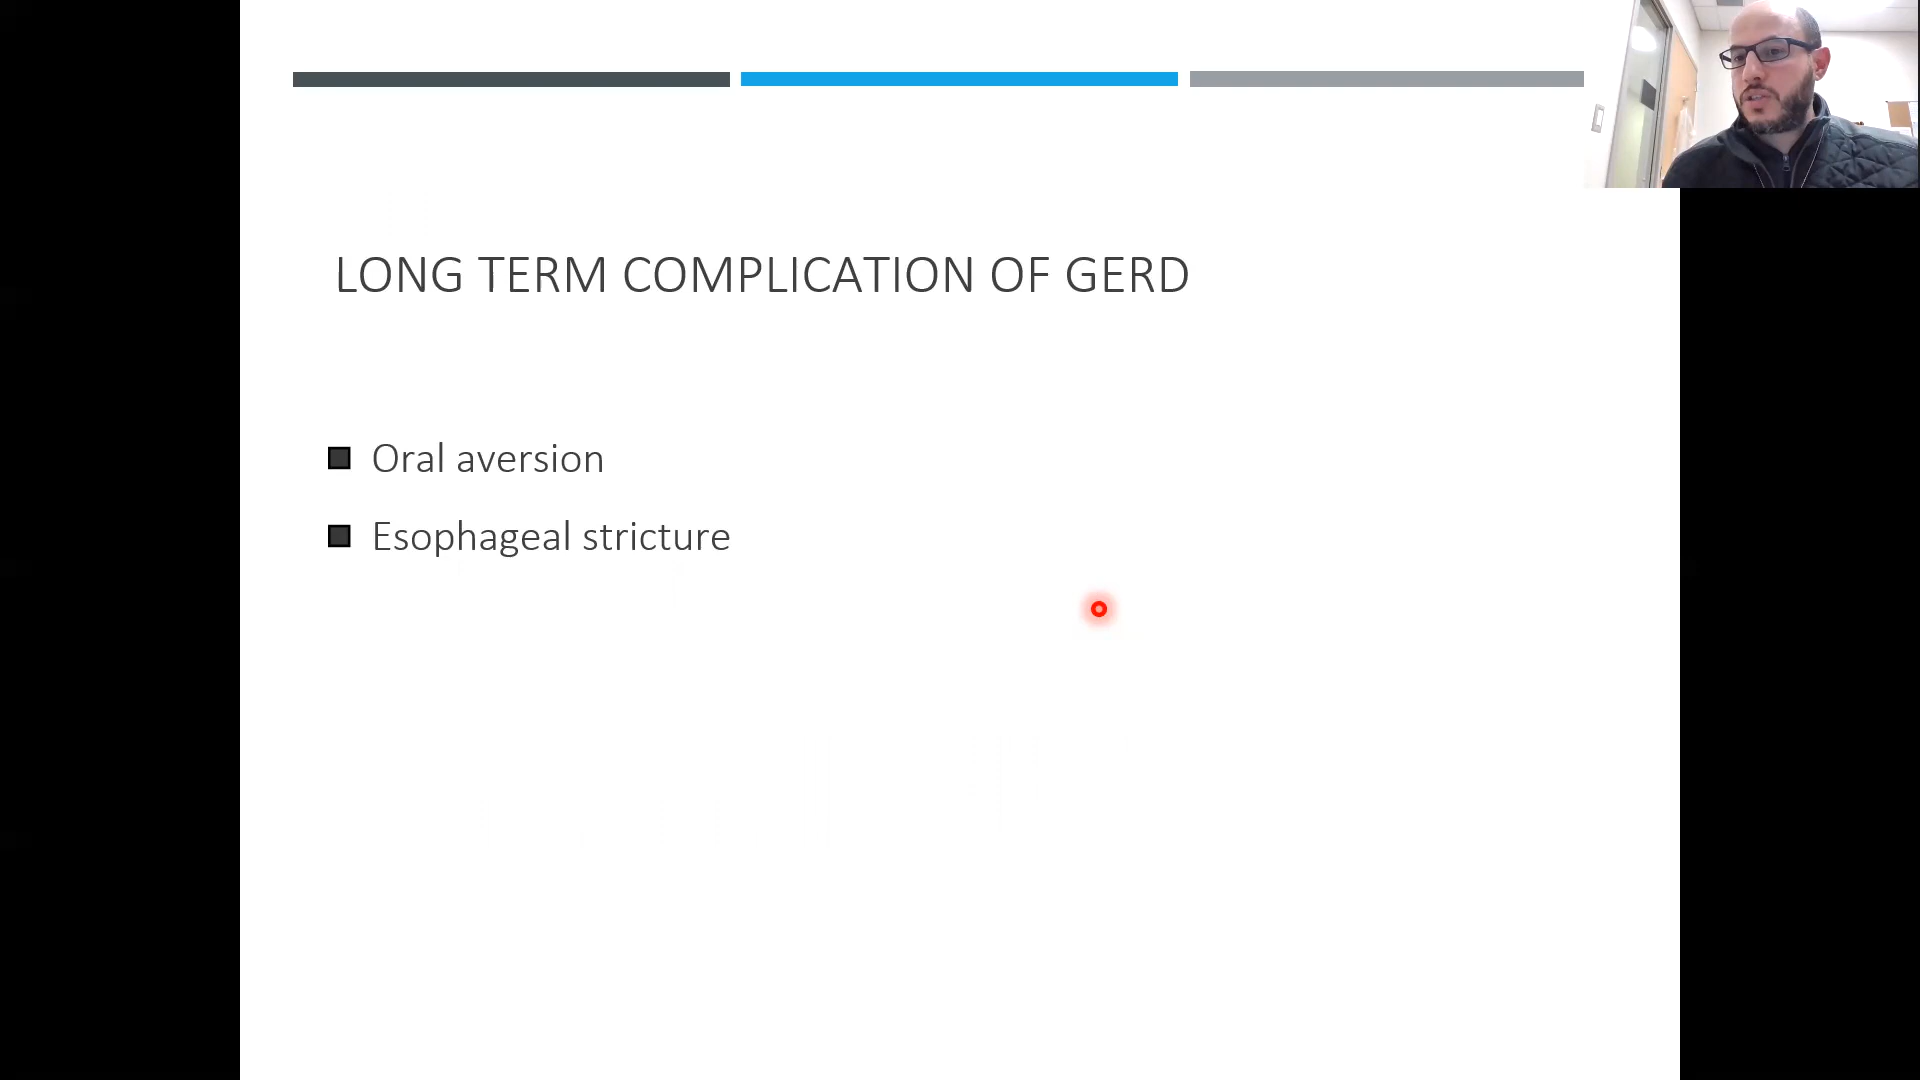 LONG TERM COMPLICATION OF GERD
Oral aversion
Esophageal stricture